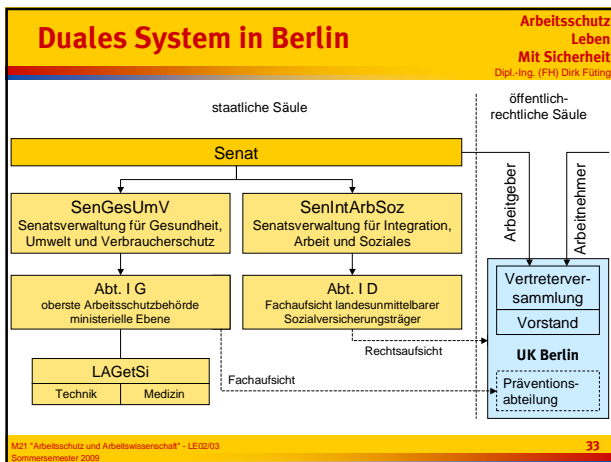 Duales System in Berlin
Arbeitsschutz
Leben
Mit Sicherheit
Dipl.-Ing. (FH) Dirk Füting
staatliche Säule
öffentlich-
rechtliche Säule
Senat
SenGesUmV
Senatsverwaltung für Gesundheit,
Umwelt und Verbraucherschutz
SenIntArbSoz
Senatsverwaltung für Integration,
Arbeit und Soziales
Arbeitgeber
Arbeitnehmer
Abt. I G
oberste Arbeitsschutzbehörde
ministerielle Ebene
Abt. I D
Fachaufsicht landesunmittelbarer
Sozialversicherungsträger
Vertreterver-
sammlung
Vorstand
UK Berlin
Rechtsaufsicht
LAGetSi
Technik
Medizin
Fachaufsicht
Präventions-
abteilung
M21 "Arbeitsschutz und Arbeitswissenschaft" - LE02/03
Sommersemester 2009
33